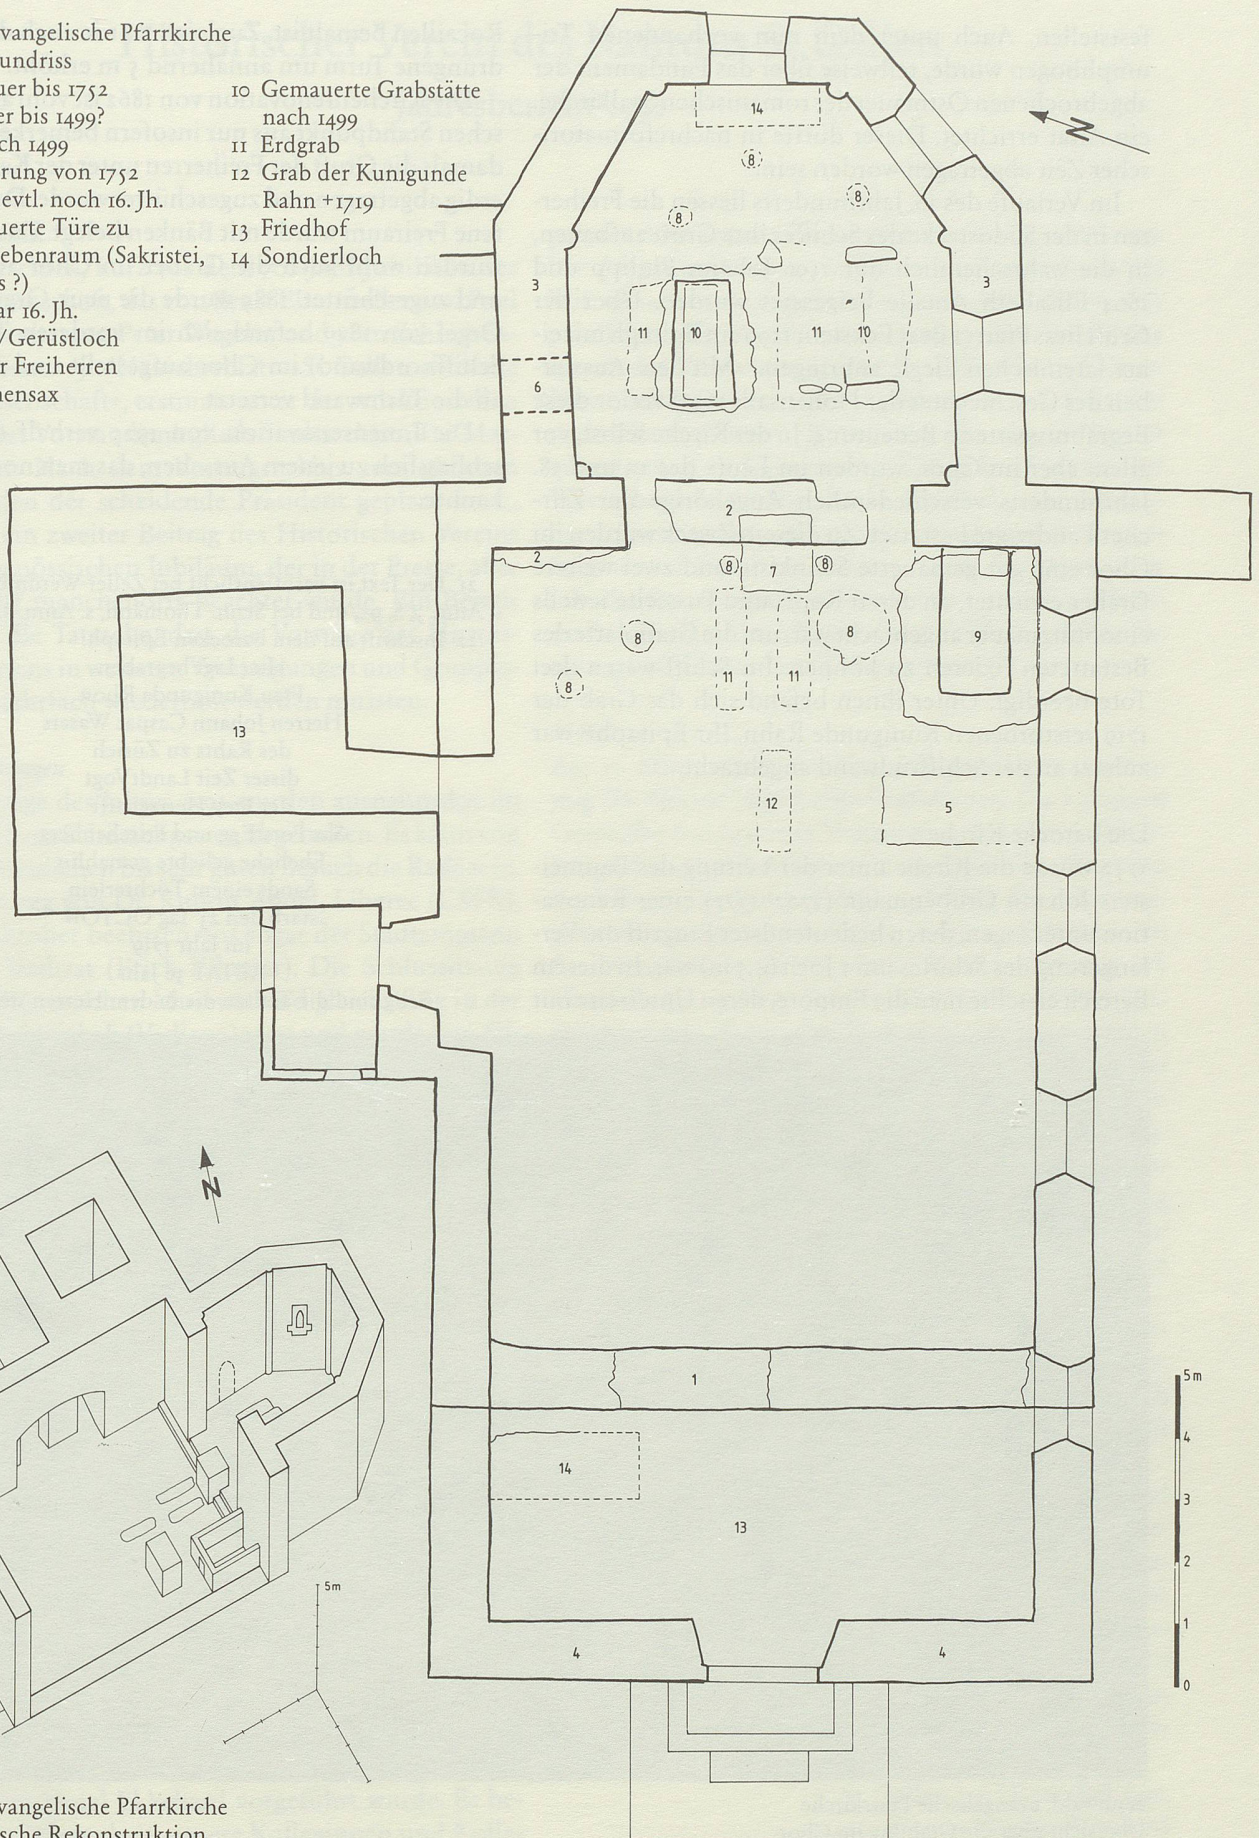 vangelische Pfarrkirche
undriss
uer bis 1752
er bis 1499?
ch 1499
rung von 1752
evtl. noch 16. Jh.
uerte Türe zu
ebenraum (Sakristei,
s ?)
ar 16. Jh.
/Gerüstloch
r Freiherren
nensax
10 Gemauerte Grabstätte
nach 1499
11 Erdgrab
12 Grab der Kunigunde
Rahn +1719
13 Friedhof
14 Sondierloch
N
14
8
8
8
3
3
11
10
11
10
6
2
2
8
7
8
8
8
9
8
11
11
13
12
5
N
1
14
13
5m
4
3
2
1
0
5m
4
4
vangelische Pfarrkirche
sche Rekonstruktion